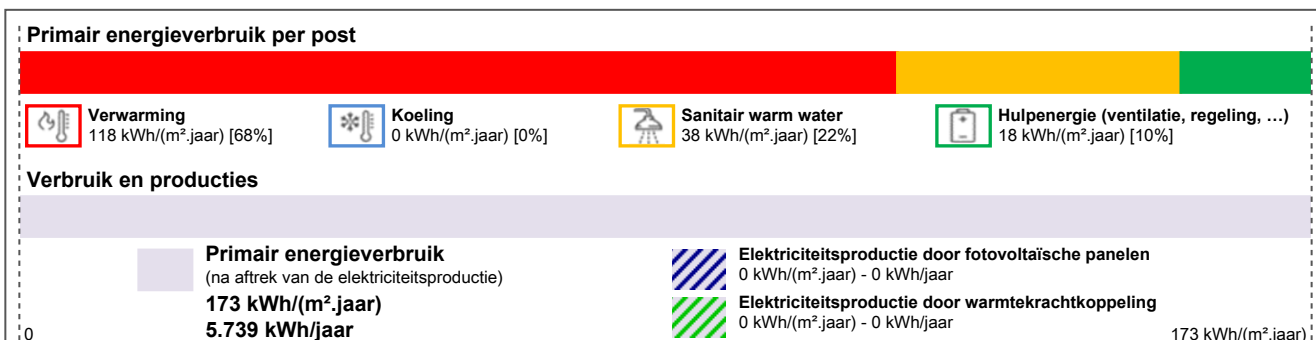 Primair energieverbruik per post
Verwarming
118 kWh/(m².jaar) [68%]
Koeling
0 kWh/(m².jaar) [0%]
Sanitair warm water
38 kWh/(m².jaar) [22%]
Hulpenergie (ventilatie, regeling, …)
18 kWh/(m².jaar) [10%]
Verbruik en producties
Primair energieverbruik
(na aftrek van de elektriciteitsproductie)
173 kWh/(m².jaar)
5.739 kWh/jaar
Elektriciteitsproductie door fotovoltaïsche panelen
0 kWh/(m².jaar) - 0 kWh/jaar
Elektriciteitsproductie door warmtekrachtkoppeling
0 kWh/(m².jaar) - 0 kWh/jaar
0
173 kWh/(m².jaar)